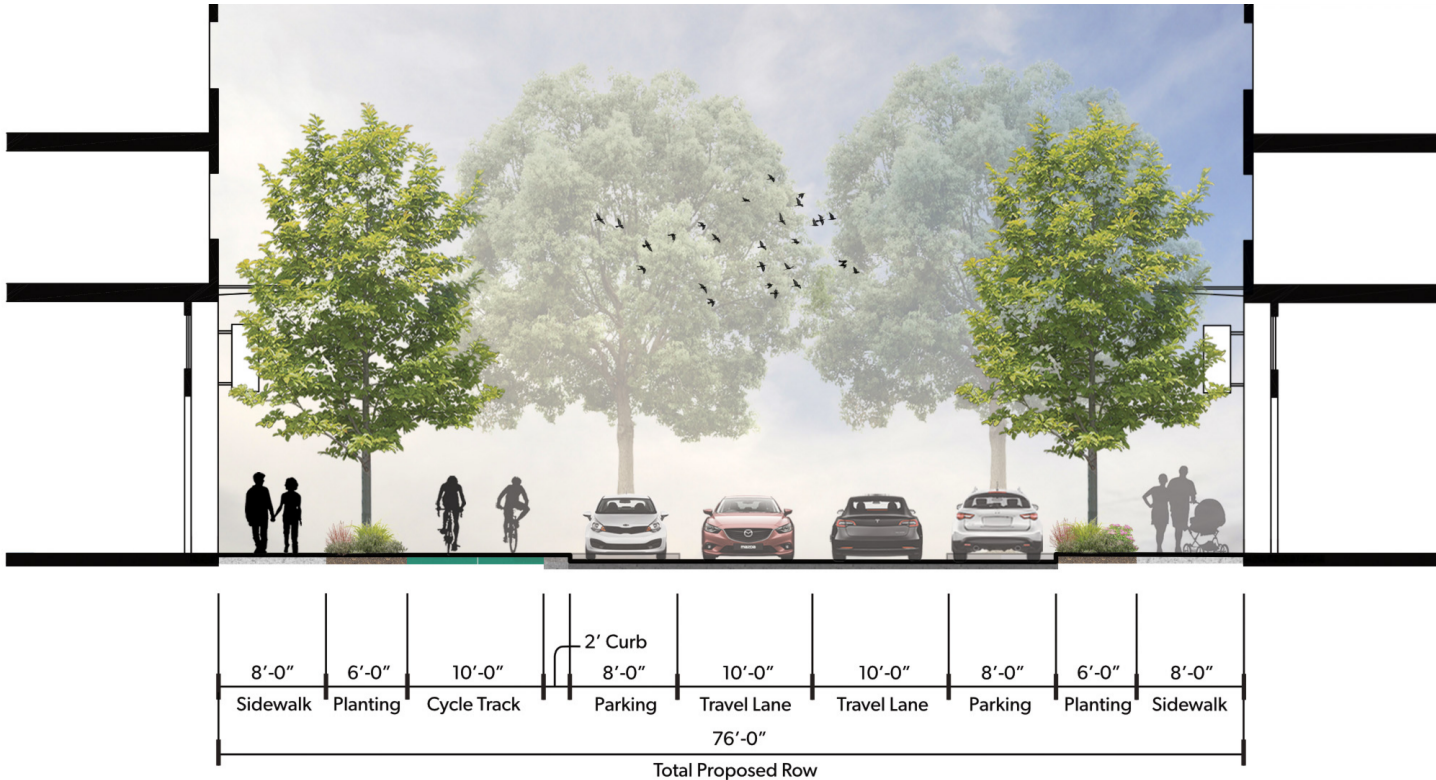 2’ Curb
8’-0” 6’-0” 10’-0” 8’-0” 10’-0” 10’-0” 8’-0” 6’-0” 8’-0”
Sidewalk Planting Cycle Track Parking Travel Lane Travel Lane Parking Planting Sidewalk
76’-0”
Total Proposed Row